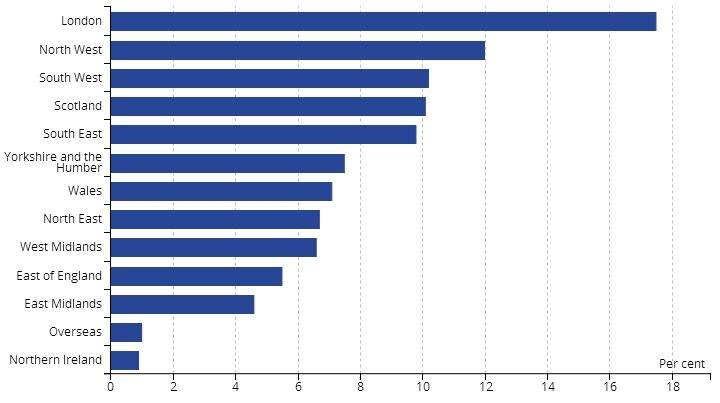 London
North West
South West
Scotland
South East
Yorkshire and the
Humber
Wales
North East
West Midlands
East of England
East Midlands
Overseas
Northern Ireland
Per cent
0 2 4 6 8 10 12 14 16 18